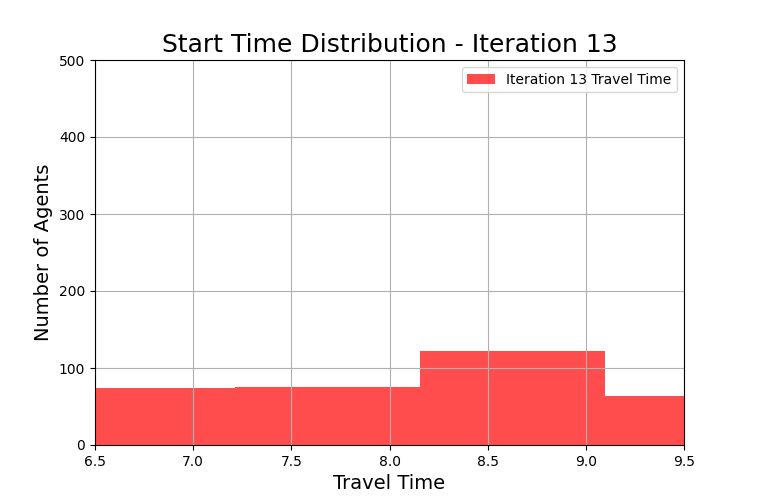 Start Time Distribution - Iteration 13
Iteration 13 Travel Time
Number of Agents
500
400
300
200
100
0
6.5 7.0 7.5 8.0 8.5 9.0 9.5
Travel Time